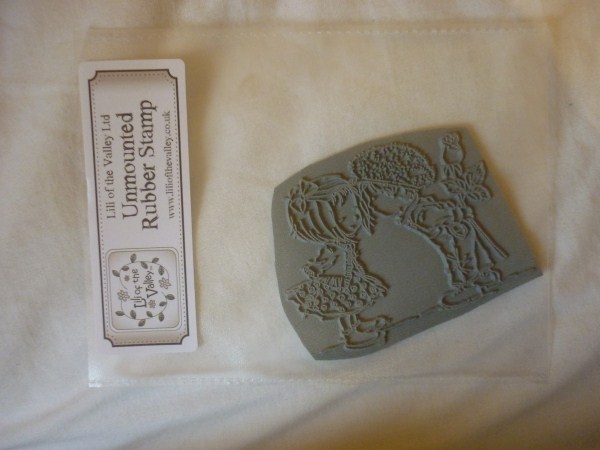 Lili of the Valley Ltd
Unmounted
Rubber Stamp
www.liliofthevalley.co.uk
Lili of the
Valley